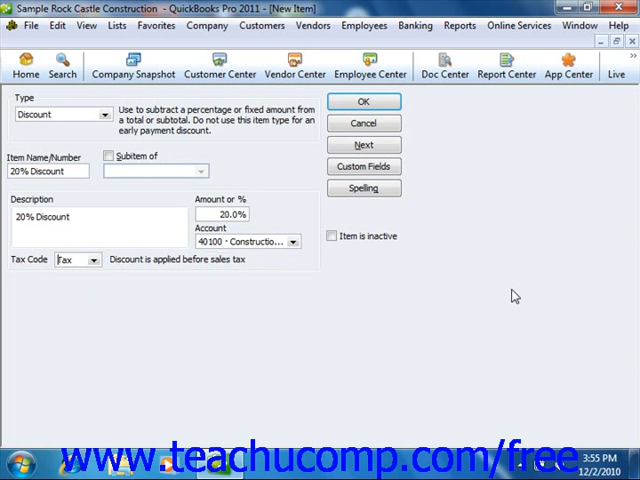 Sample Rock Castle Construction - QuickBooks Pro 2011 - [New Item]
File Edit View Lists Favorites Company Customers Vendors Employees Banking Reports Online Services Window Help
Home Search Company Snapshot Customer Center Vendor Center Employee Center Doc Center Report Center App Center Live
Type
Discount
Use to subtract a percentage or fixed amount from
a total or subtotal. Do not use this item type for an
early payment discount.
OK
Cancel
Next
Custom Fields
Spelling
Item Name/Number
Subitem of
20% Discount
Description
Amount or %
20% Discount
20.0%
Account
40100 · Constructio...
Item is inactive
Tax Code Tax Discount is applied before sales tax
www.teachucomp.com/free
3:55 PM
12/2/2010